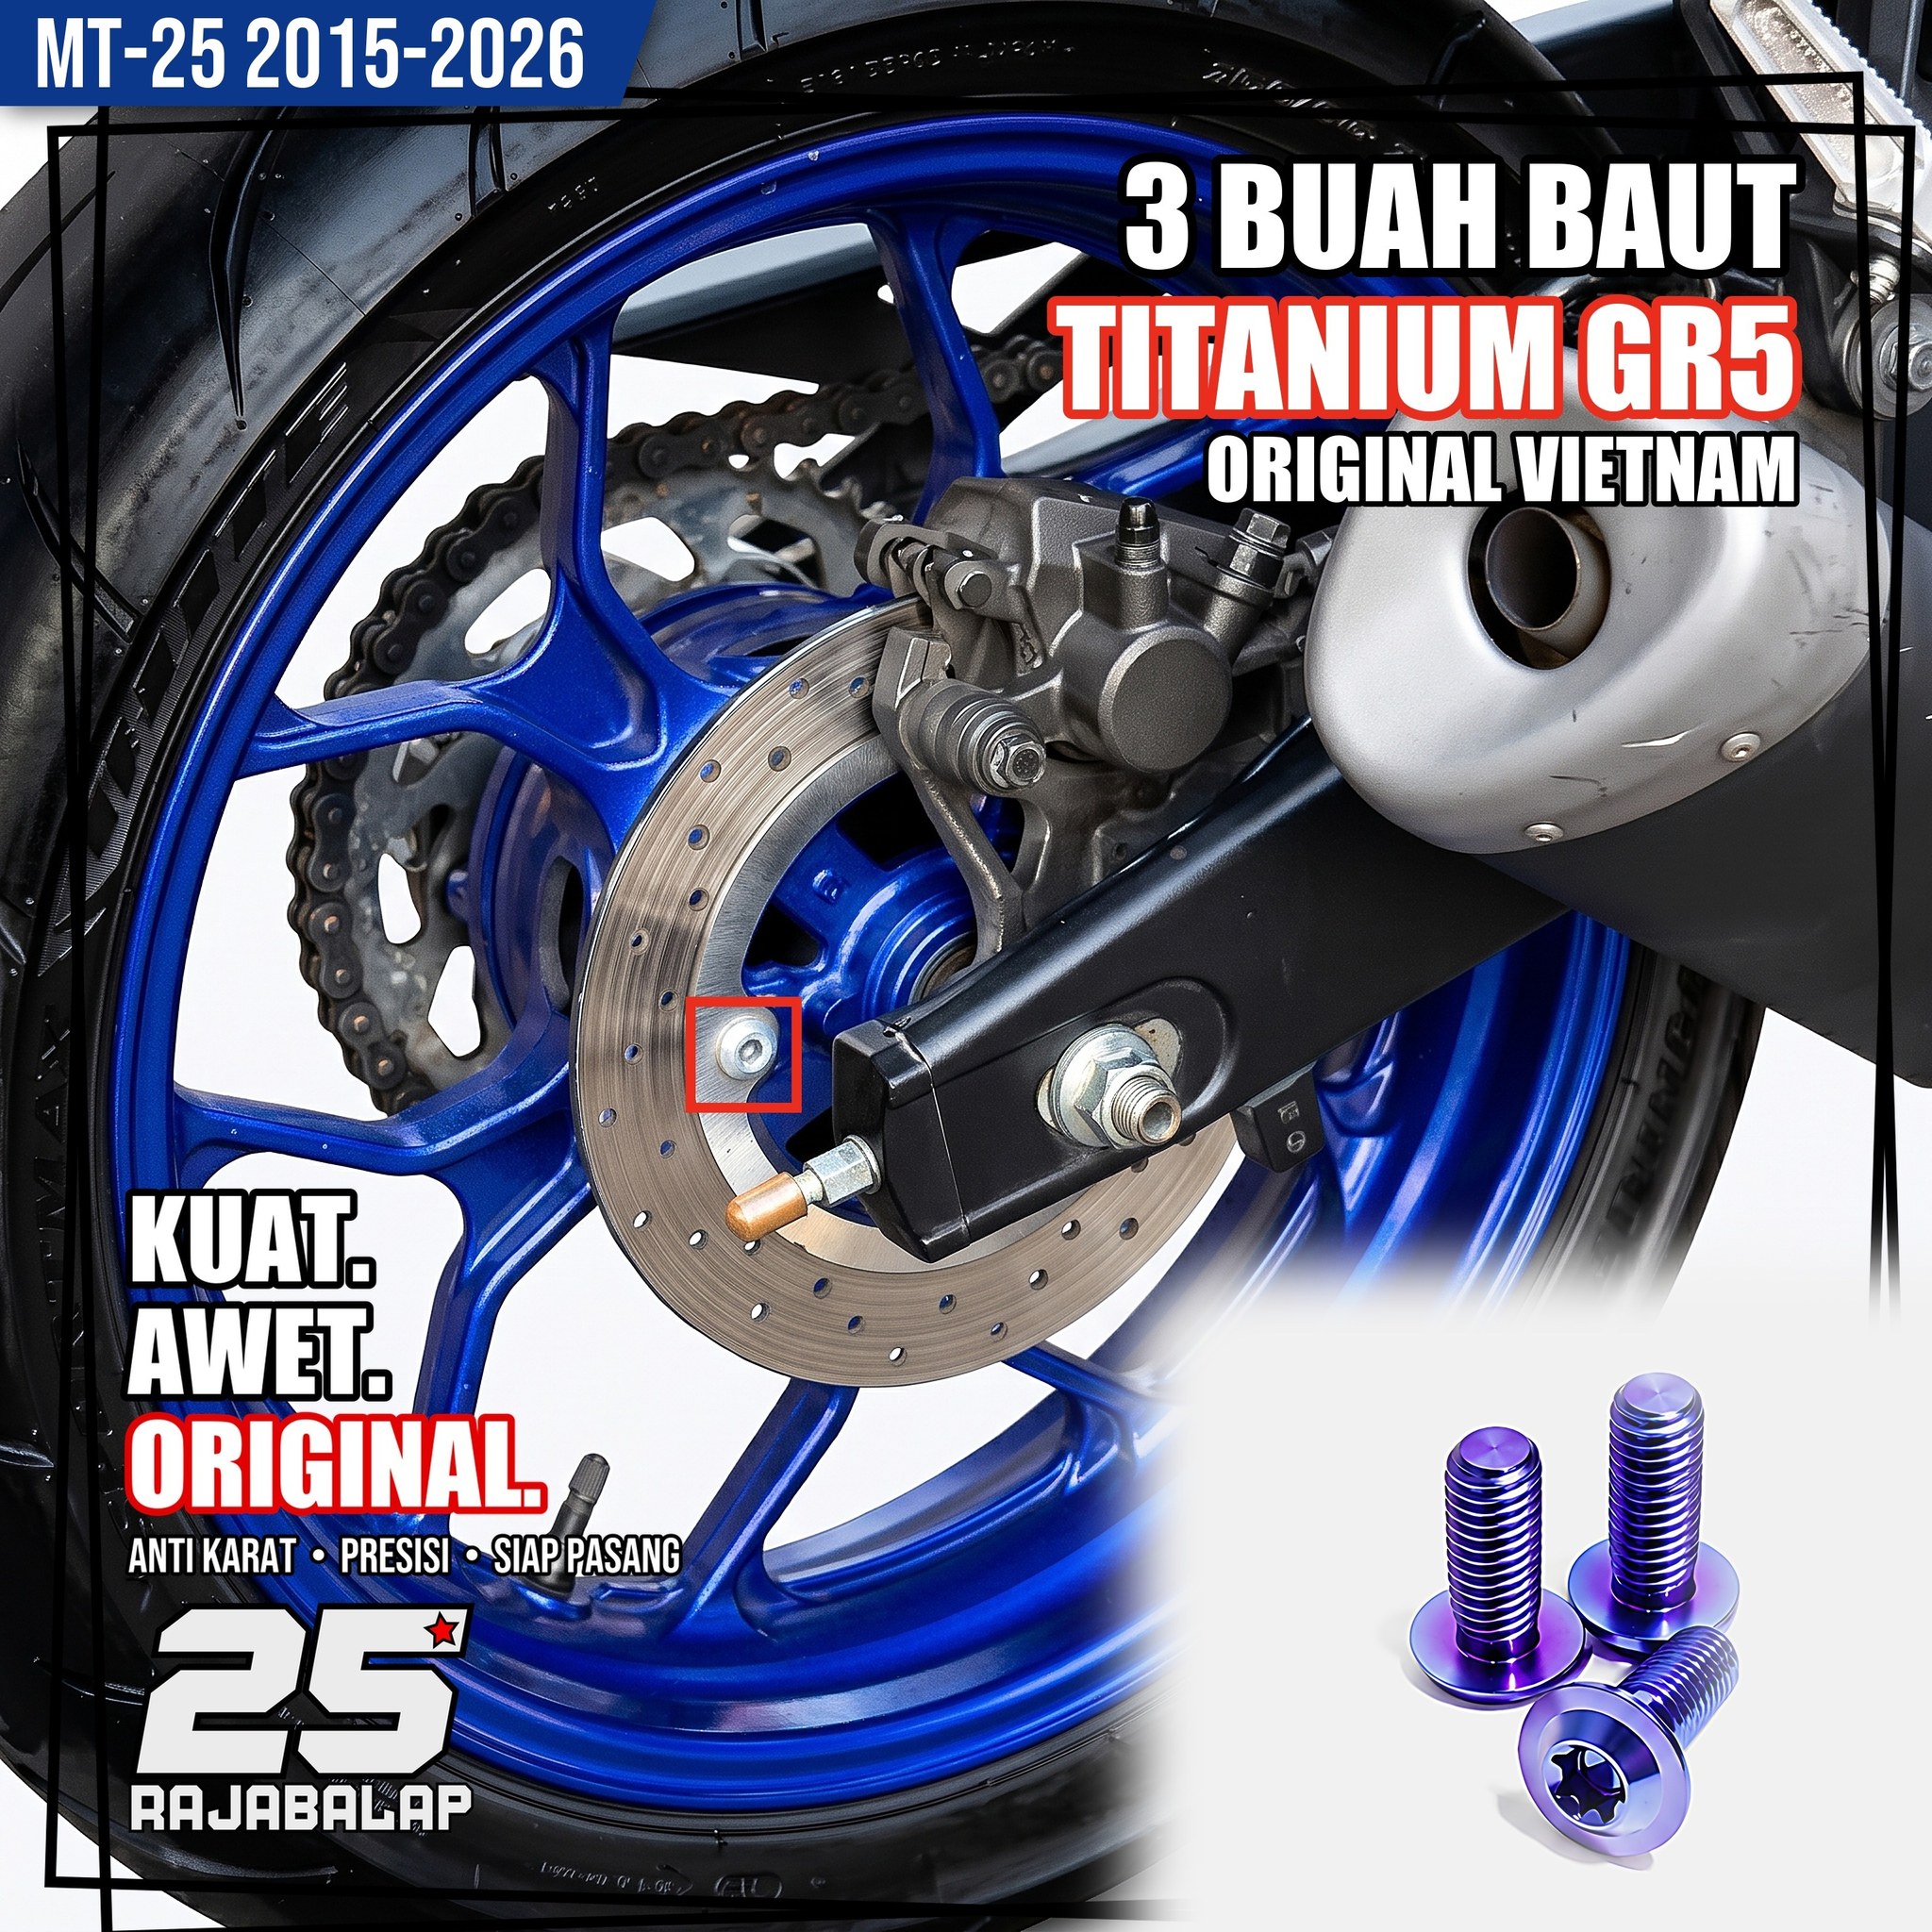 MT-25 2015-2026
3 BUAH BAUT
TITANIUM GR5
ORIGINAL VIETNAM
KUAT.
AWET.
ORIGINAL.
ANTI KARAT • PRESISI • SIAP PASANG
25
RAJABALAP